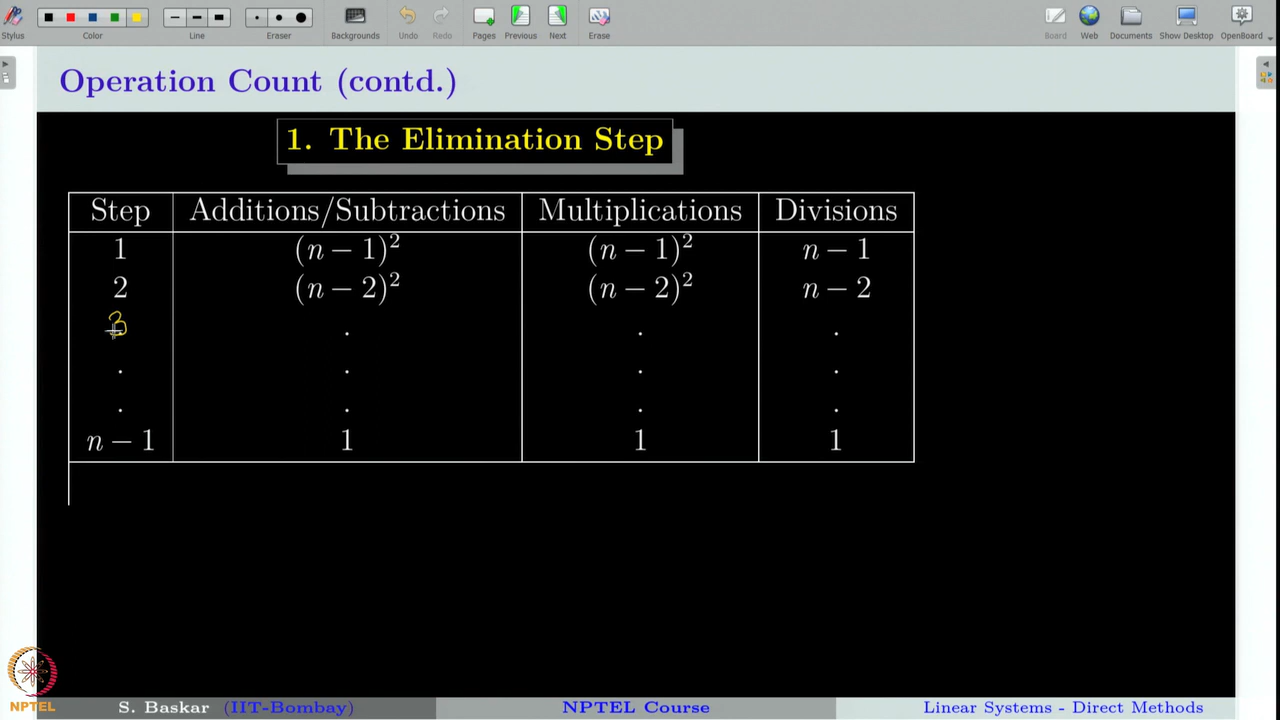 Stylus Color Line Eraser Backgrounds Undo Redo Pages Previous Next Erase Board Web Documents Show Desktop OpenBoard
Operation Count (contd.)
1. The Elimination Step
Step Additions/Subtractions Multiplications Divisions
1 (n − 1)² (n − 1)² n − 1
2 (n − 2)² (n − 2)² n − 2
3 . . .
. . . .
. . . .
n − 1 1 1 1
NPTEL
S. Baskar (IIT-Bombay) NPTEL Course Linear Systems - Direct Methods